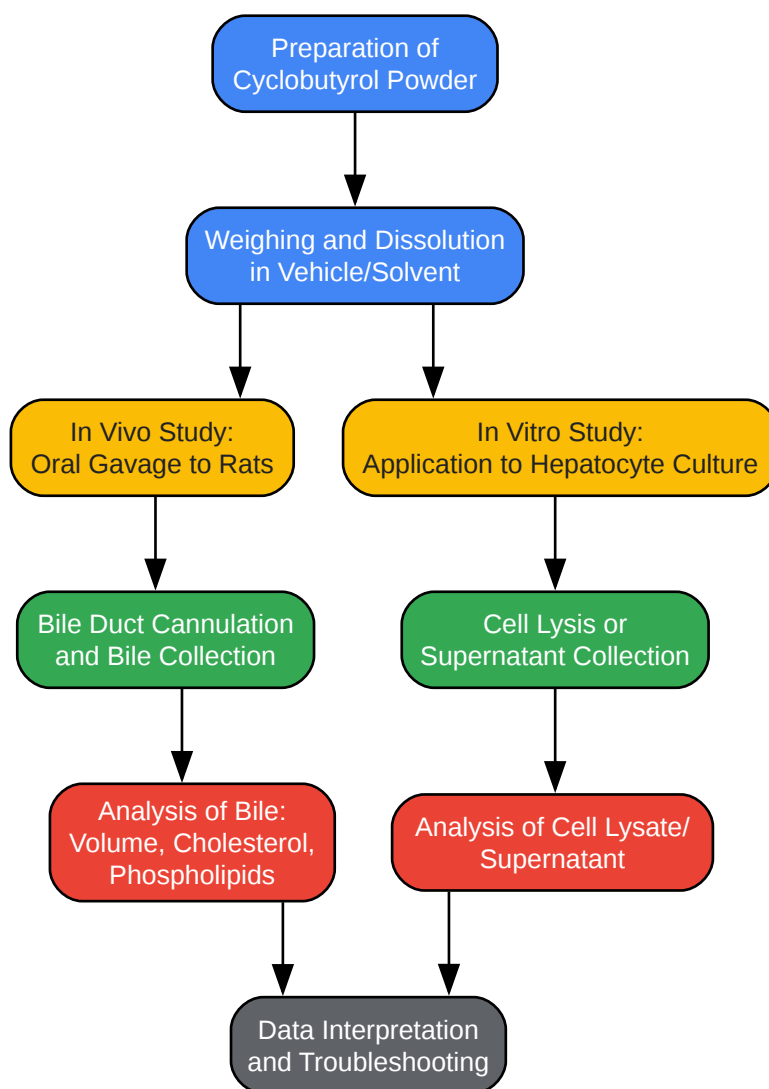 Preparation of
Cyclobutyrol Powder
Weighing and Dissolution
in Vehicle/Solvent
In Vivo Study:
Oral Gavage to Rats
In Vitro Study:
Application to Hepatocyte Culture
Bile Duct Cannulation
and Bile Collection
Cell Lysis or
Supernatant Collection
Analysis of Bile:
Volume, Cholesterol,
Phospholipids
Analysis of Cell Lysate/
Supernatant
Data Interpretation
and Troubleshooting